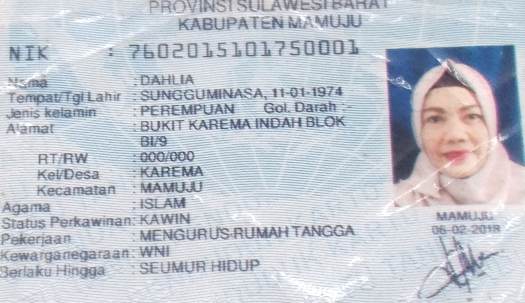 PROVINSI SULAWESI BARAT
KABUPATEN MAMUJU
NIK : 7602015101750001
Nama : DAHLIA
Tempat/Tgl Lahir : SUNGGUMINASA, 11-01-1974
Jenis kelamin : PEREMPUAN Gol. Darah :-
Alamat : BUKIT KAREMA INDAH BLOK
BI/9
RT/RW : 000/000
Kel/Desa : KAREMA
Kecamatan : MAMUJU
Agama : ISLAM
Status Perkawinan: KAWIN
Pekerjaan : MENGURUS RUMAH TANGGA
Kewarganegaraan: WNI
Berlaku Hingga : SEUMUR HIDUP
MAMUJU
06-02-2018